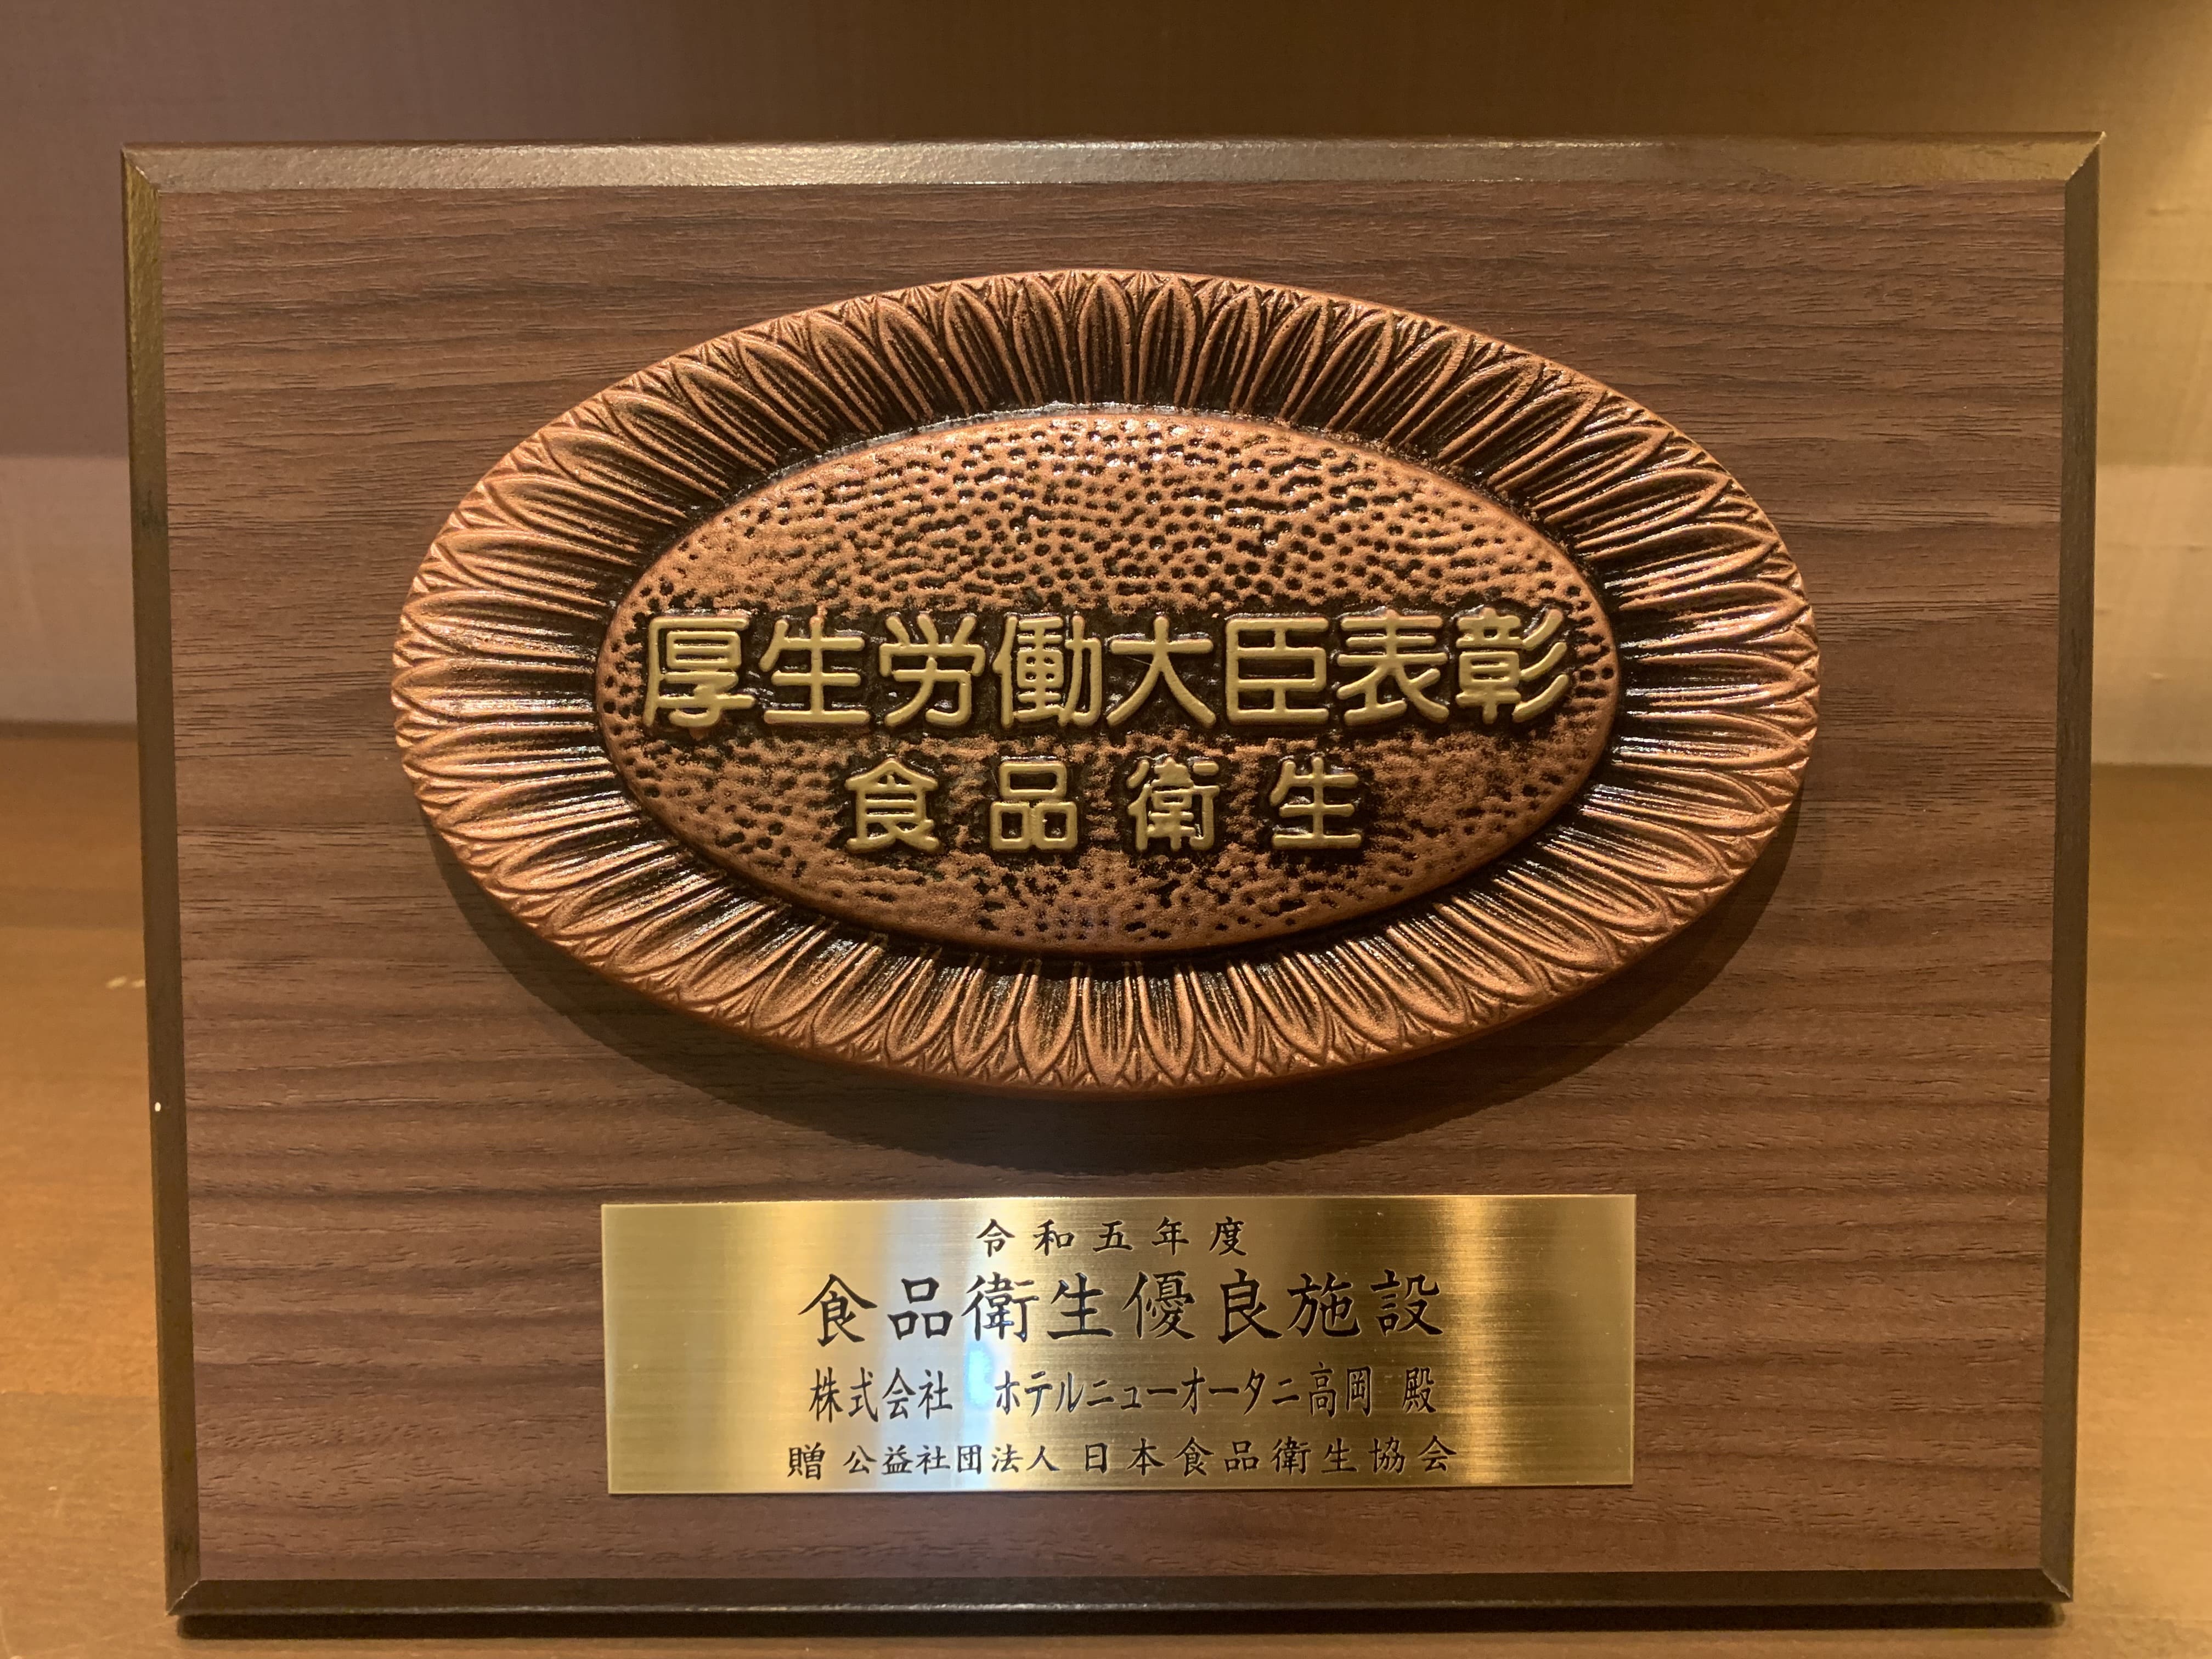 厚生労働大臣表彰
食品衛生
令和五年度
食品衛生優良施設
株式会社 ホテルニューオータニ高岡 殿
贈 公益社団法人 日本食品衛生協会